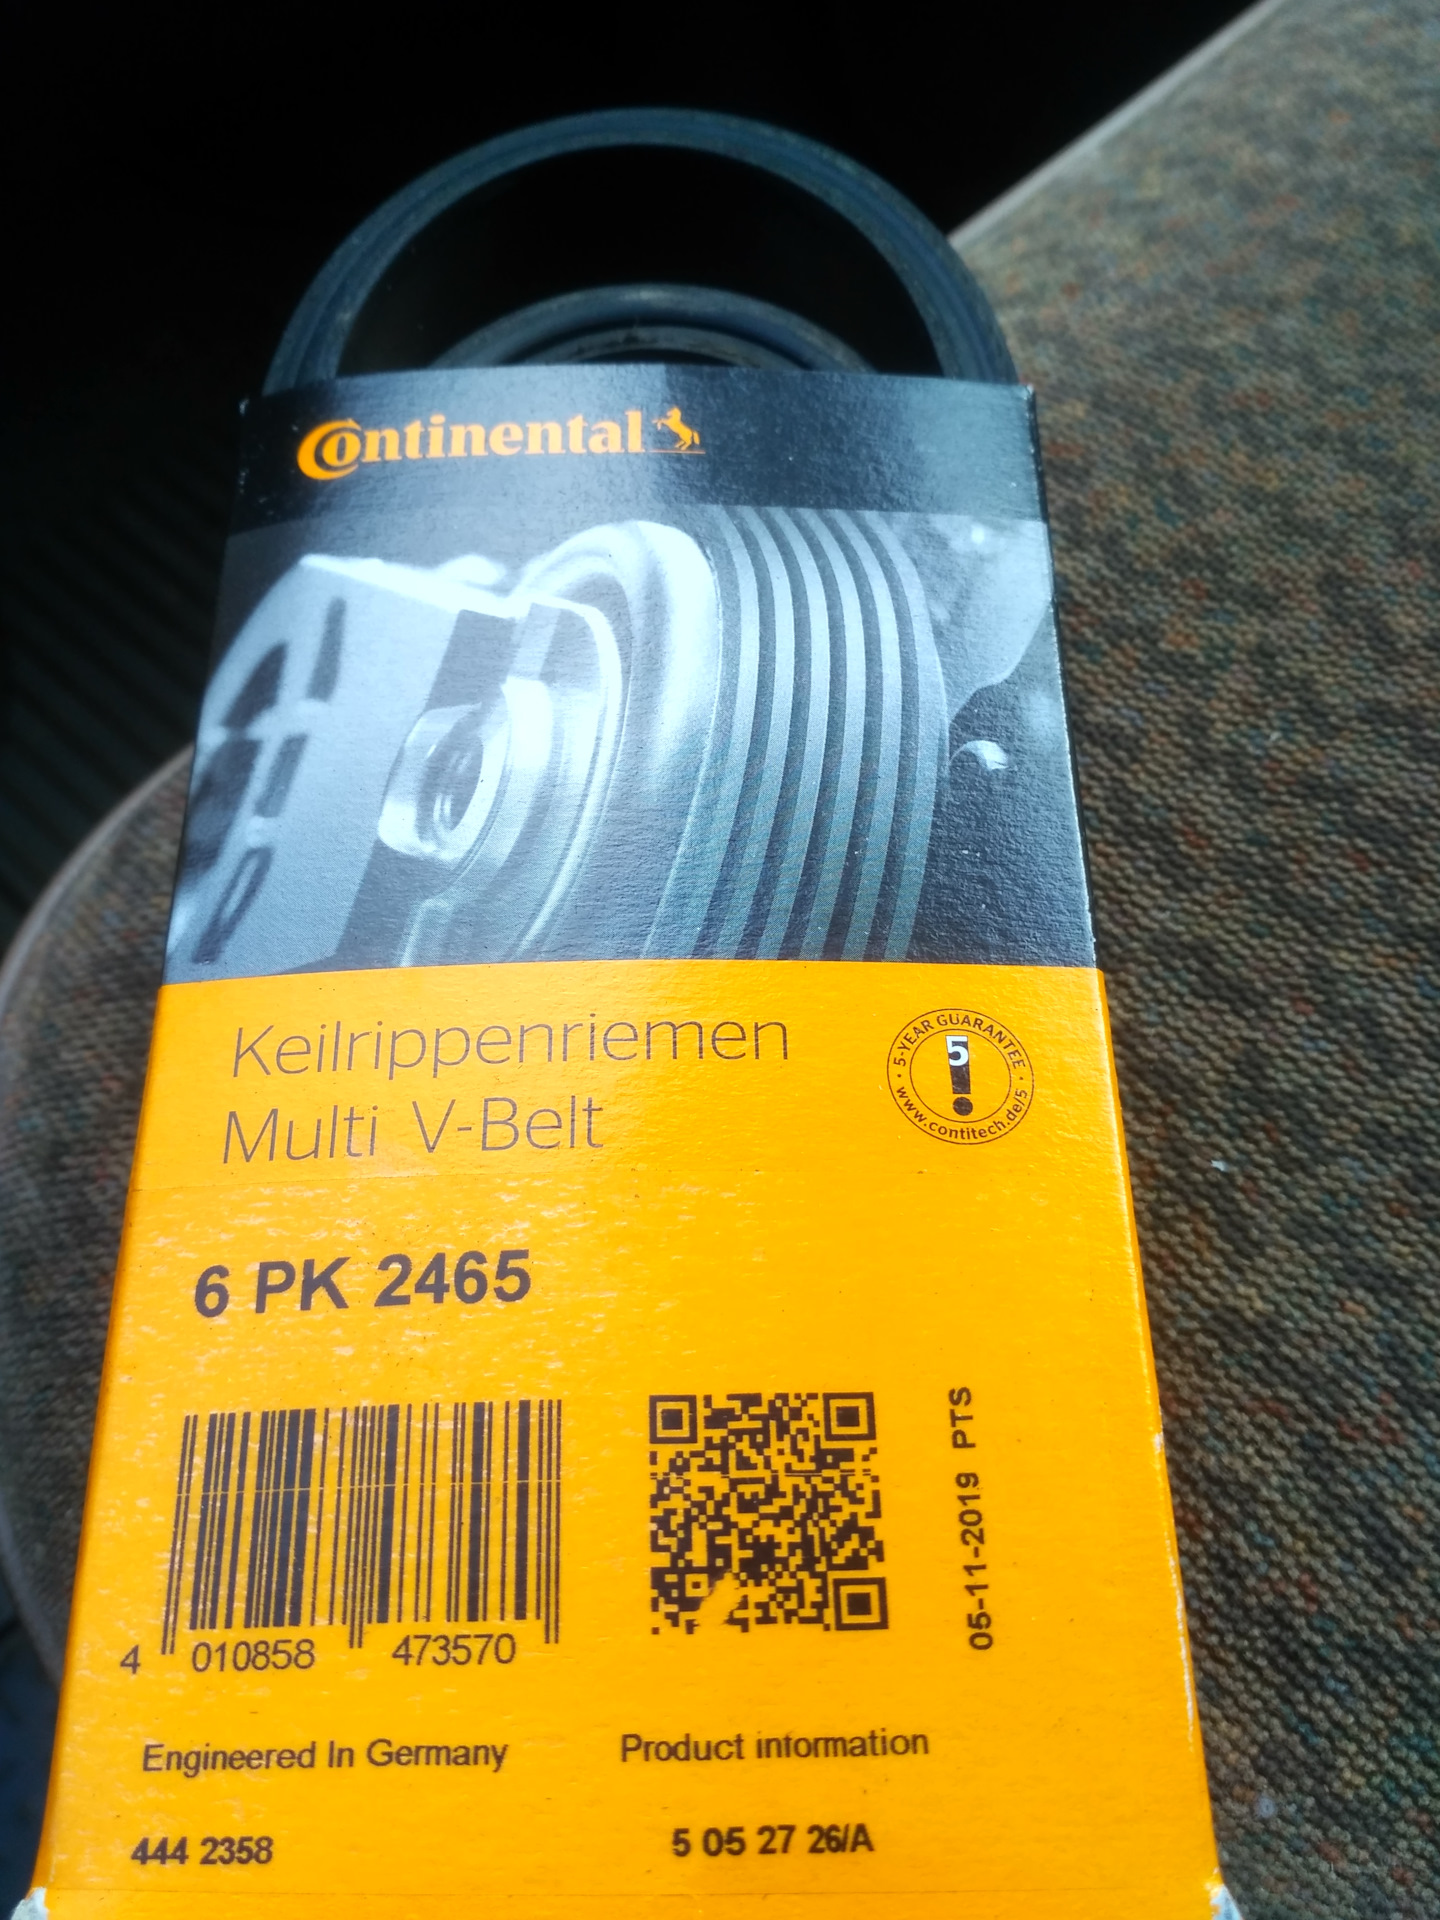 Continental
Keilrippenriemen
Multi V-Belt
· 5-YEAR GUARANTEE ·
5
www.contitech.de/5
6 PK 2465
05-11-2019 PTS
4 010858 473570
Engineered In Germany
Product information
444 2358
5 05 27 26/A